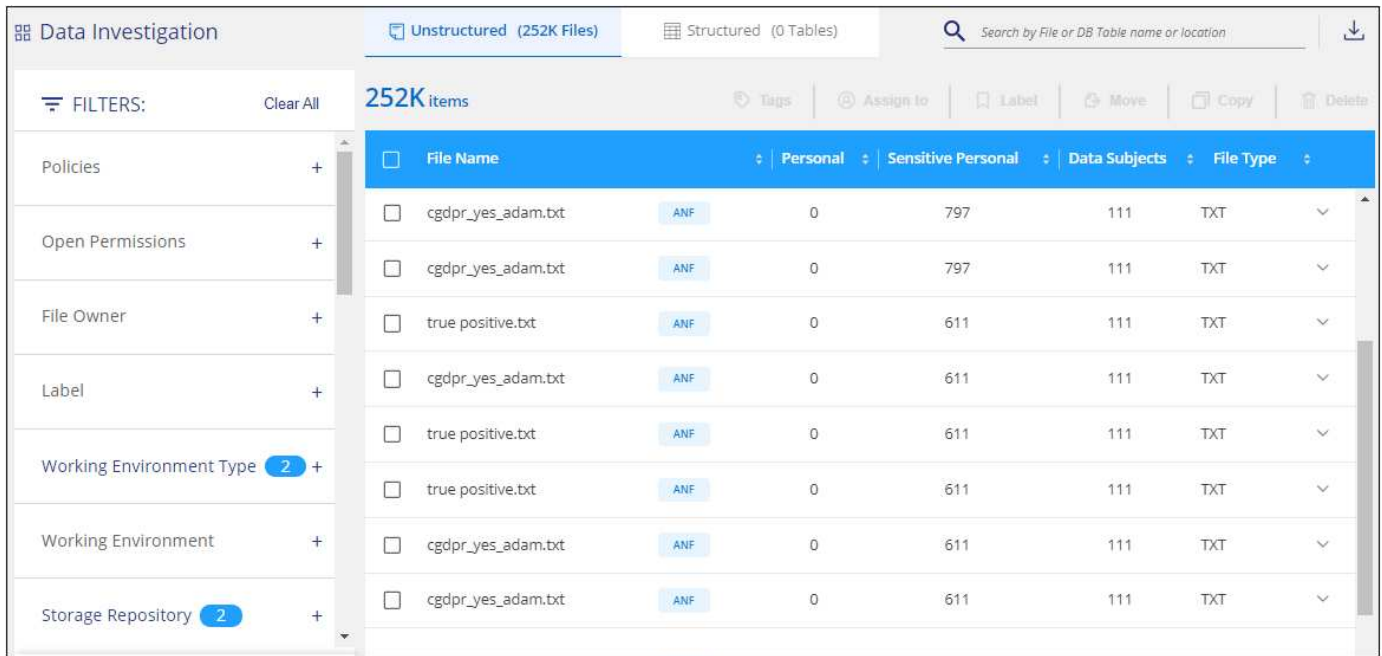 Data Investigation
Unstructured (252K Files)
Structured (0 Tables)
Search by File or DB Table name or location
FILTERS: Clear All
252K items
Tags
Assign to
Label
Move
Copy
Delete
Policies +
Open Permissions +
File Owner +
Label +
Working Environment Type 2 +
Working Environment +
Storage Repository 2 +
File Name Personal Sensitive Personal Data Subjects File Type
cgdpr_yes_adam.txt ANF 0 797 111 TXT
cgdpr_yes_adam.txt ANF 0 797 111 TXT
true positive.txt ANF 0 611 111 TXT
cgdpr_yes_adam.txt ANF 0 611 111 TXT
true positive.txt ANF 0 611 111 TXT
true positive.txt ANF 0 611 111 TXT
cgdpr_yes_adam.txt ANF 0 611 111 TXT
cgdpr_yes_adam.txt ANF 0 611 111 TXT